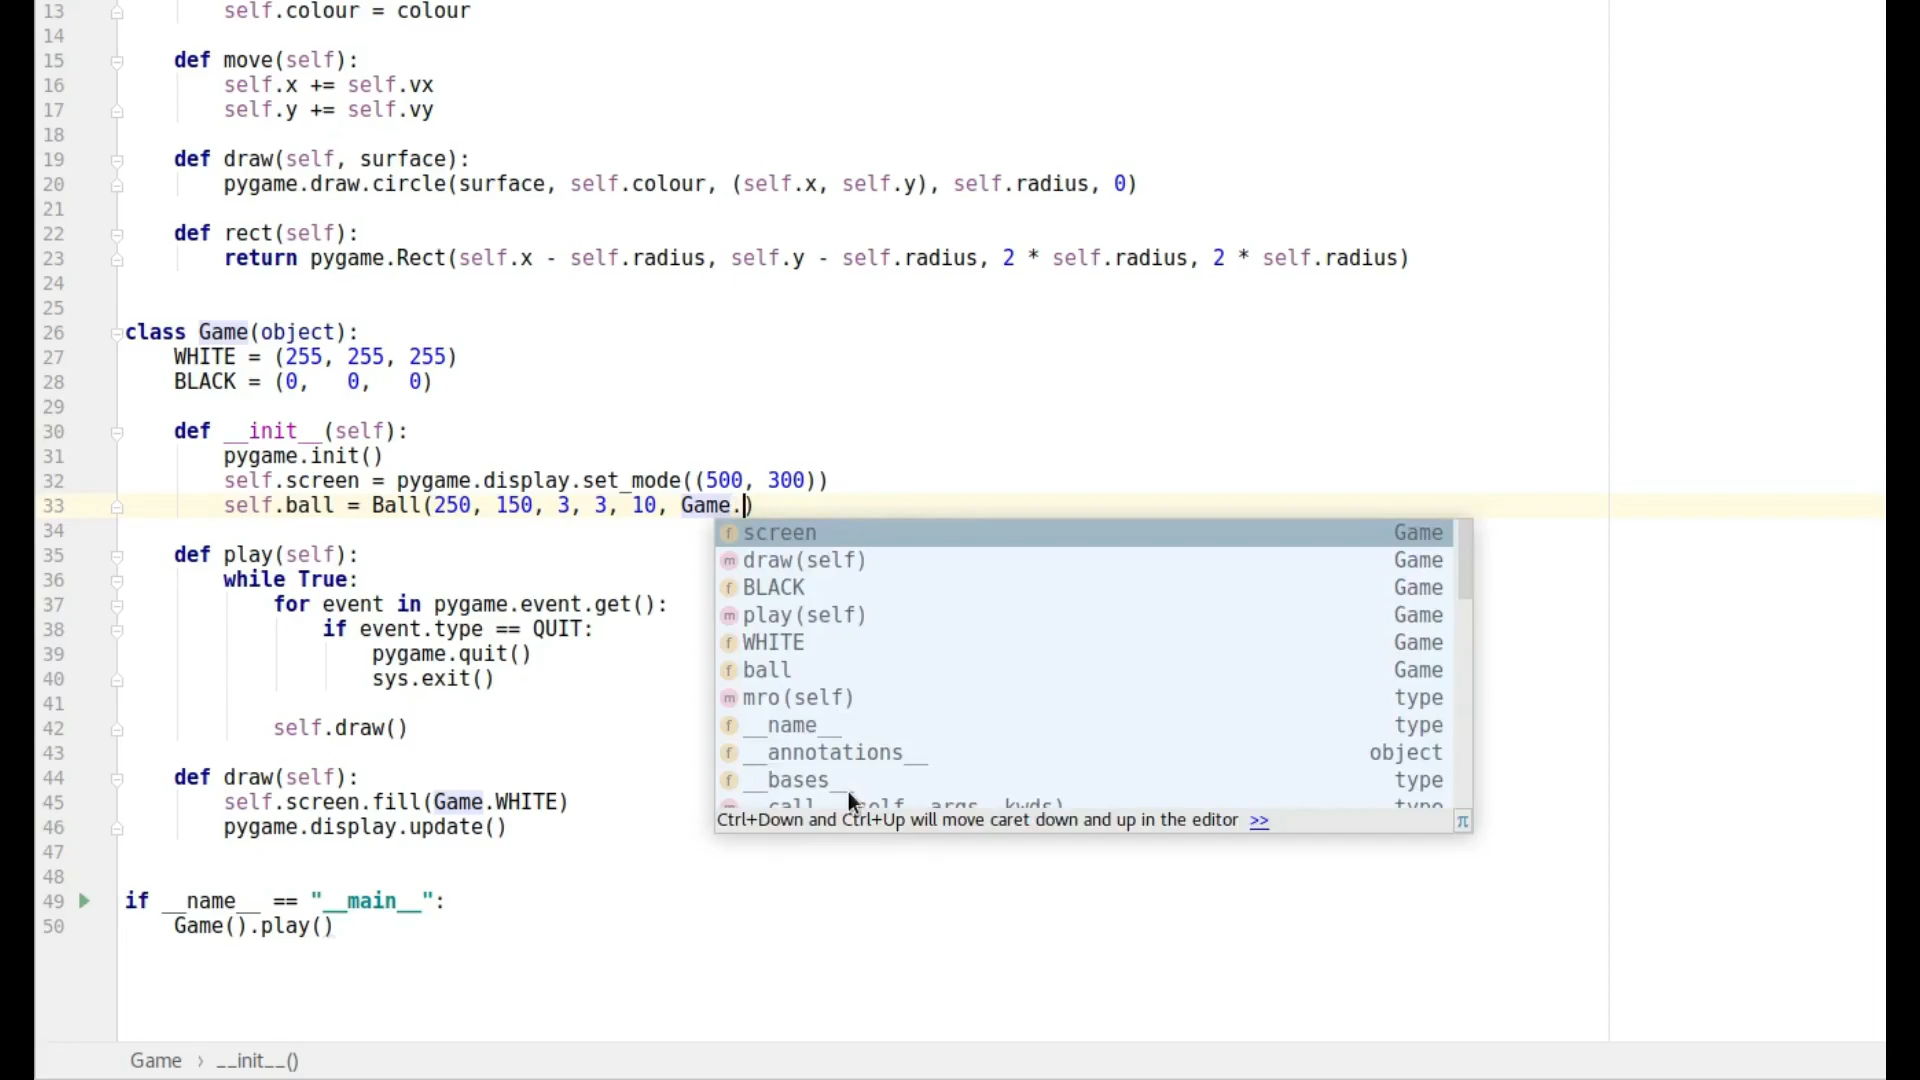 13 self.colour = colour
14
15 def move(self):
16 self.x += self.vx
17 self.y += self.vy
18
19 def draw(self, surface):
20 pygame.draw.circle(surface, self.colour, (self.x, self.y), self.radius, 0)
21
22 def rect(self):
23 return pygame.Rect(self.x - self.radius, self.y - self.radius, 2 * self.radius, 2 * self.radius)
24
25
26 class Game(object):
27 WHITE = (255, 255, 255)
28 BLACK = (0,   0,   0)
29
30 def __init__(self):
31 pygame.init()
32 self.screen = pygame.display.set_mode((500, 300))
33 self.ball = Ball(250, 150, 3, 3, 10, Game.)
34
35 def play(self):
36 while True:
37 for event in pygame.event.get():
38 if event.type == QUIT:
39 pygame.quit()
40 sys.exit()
41
42 self.draw()
43
44 def draw(self):
45 self.screen.fill(Game.WHITE)
46 pygame.display.update()
47
48
49 if __name__ == "__main__":
50 Game().play()
f screen Game
m draw(self) Game
f BLACK Game
m play(self) Game
f WHITE Game
f ball Game
m mro(self) type
f __name__ type
f __annotations__ object
f __bases__ type
m __call__(self, args, kwds) type
Ctrl+Down and Ctrl+Up will move caret down and up in the editor >> π
Game › __init__()